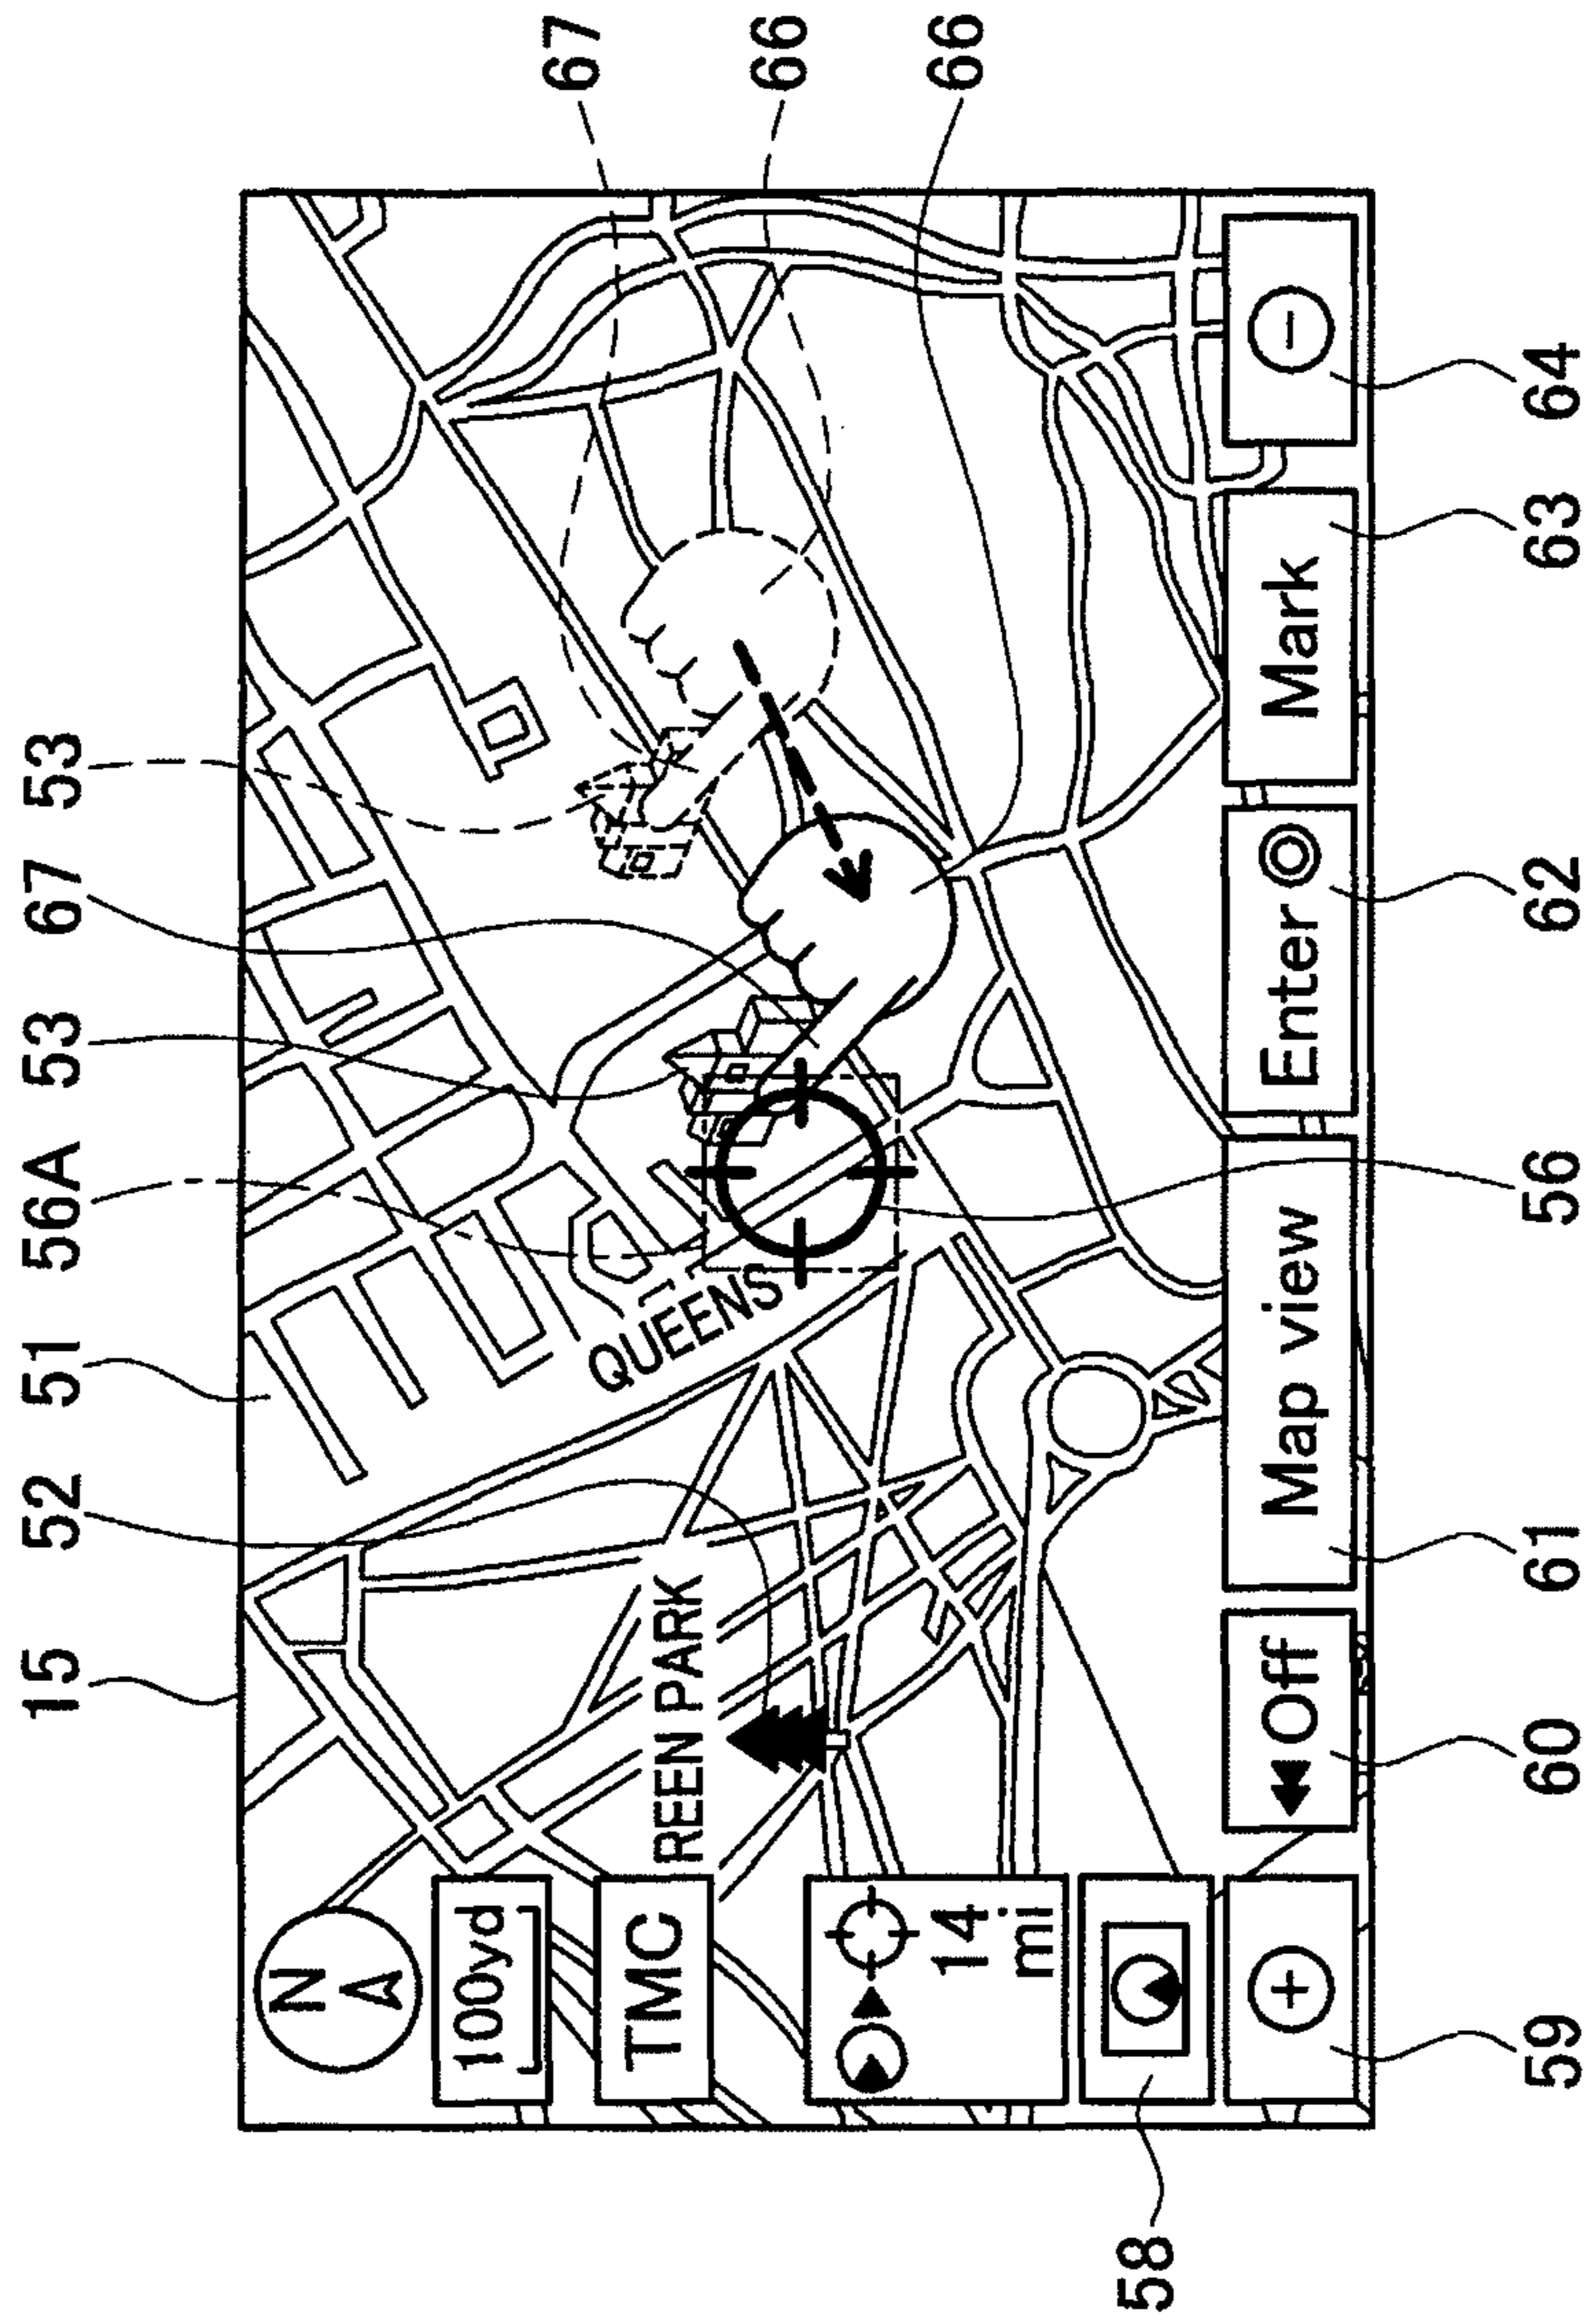 15 52 51 56A 53 67 53
N
100yd
TMC
REEN PARK
QUEENS
67
66
66
14
mi
58
Off
Map view
Enter
Mark
59 60 61 56 62 63 64